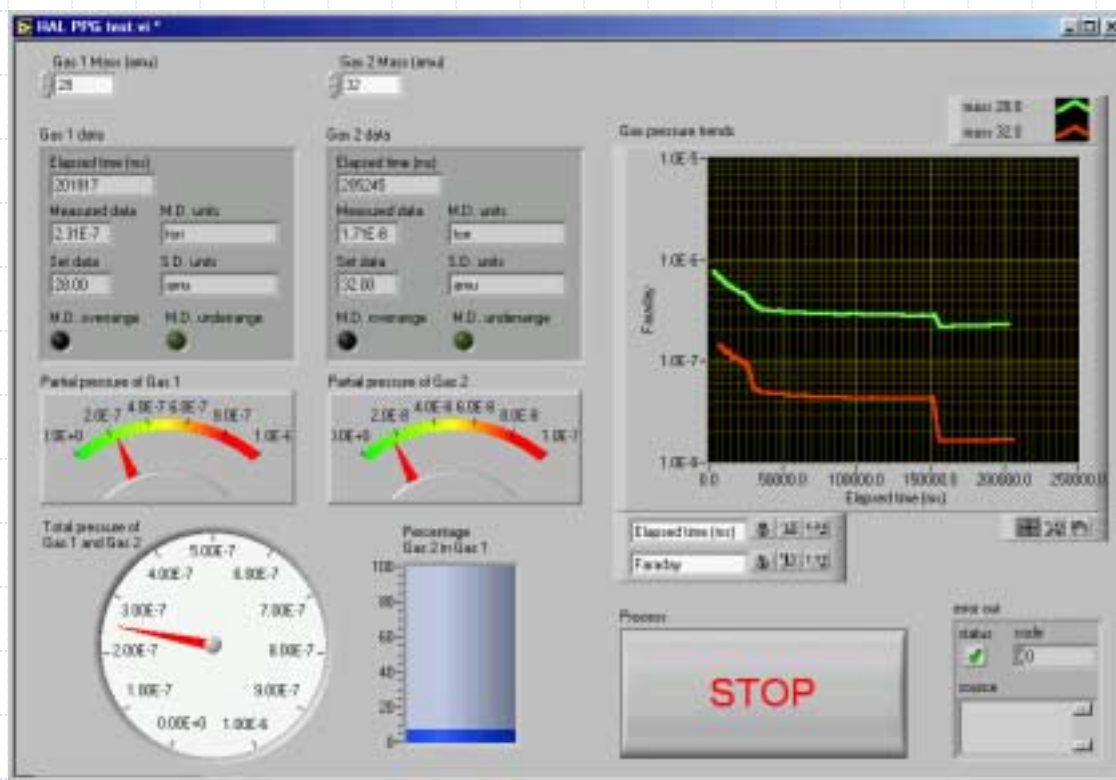 HAL PPG test.vi *
Gas 1 Mass (amu)
28
Gas 2 Mass (amu)
32
mass 28.0
mass 32.0
Gas 1 data
Elapsed time (ms)
201817
Measured data
M.D. units
2.31E-7
torr
Set data
S.D. units
28.00
amu
M.D. overrange
M.D. underrange
Gas 2 data
Elapsed time (ms)
205245
Measured data
M.D. units
1.71E-8
torr
Set data
S.D. units
32.00
amu
M.D. overrange
M.D. underrange
Gas pressure trends
1.0E-5
1.0E-6
1.0E-7
1.0E-8
Faraday
0.0 50000.0 100000.0 150000.0 200000.0 250000.0
Elapsed time (ms)
Partial pressure of Gas 1
0.0E+0 2.0E-7 4.0E-7 6.0E-7 8.0E-7 1.0E-6
Partial pressure of Gas 2
0.0E+0 2.0E-8 4.0E-8 6.0E-8 8.0E-8 1.0E-7
Elapsed time (ms)
Faraday
Total pressure of
Gas 1 and Gas 2
0.00E+0
1.00E-7
2.00E-7
3.00E-7
4.00E-7
5.00E-7
6.00E-7
7.00E-7
8.00E-7
9.00E-7
1.00E-6
Percentage
Gas 2 in Gas 1
100
80
60
40
20
0
Process
STOP
error out
status
code
0
source